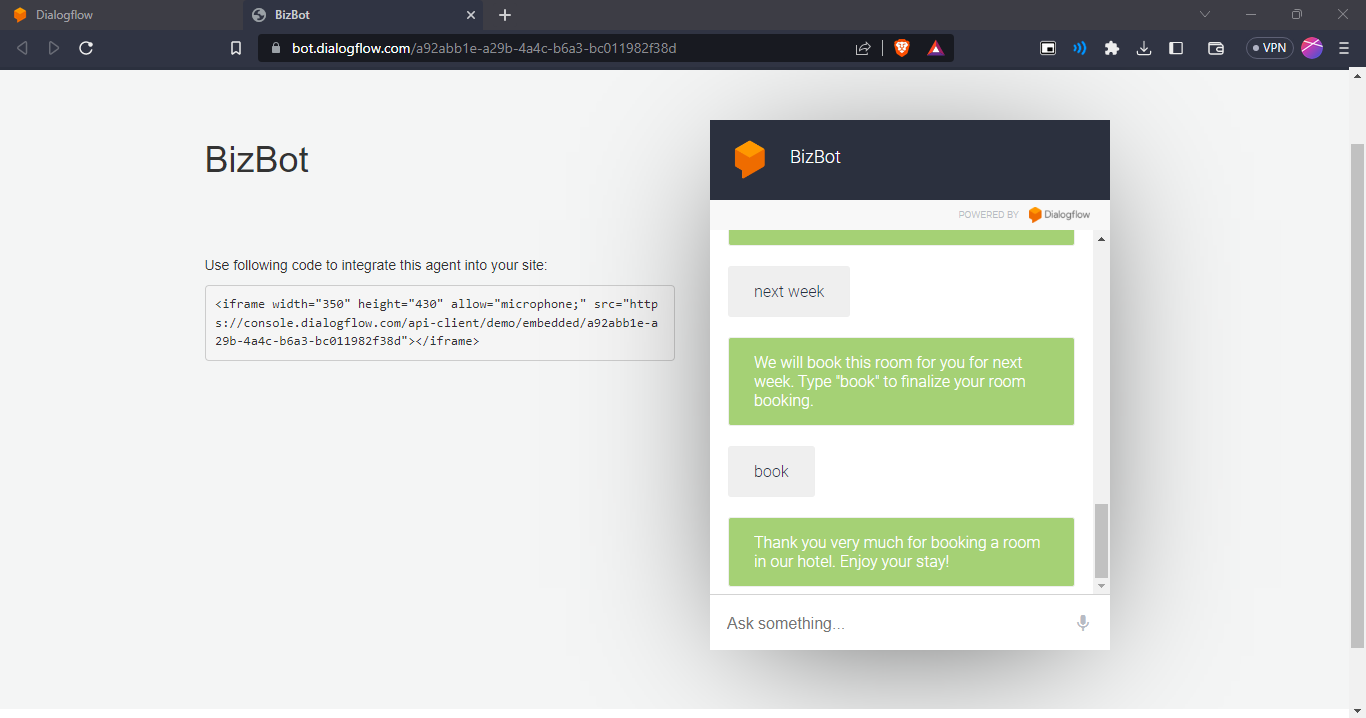 Dialogflow
BizBot
bot.dialogflow.com/a92abb1e-a29b-4a4c-b6a3-bc011982f38d
VPN
BizBot
Use following code to integrate this agent into your site:
<iframe width="350" height="430" allow="microphone;" src="http
s://console.dialogflow.com/api-client/demo/embedded/a92abb1e-a
29b-4a4c-b6a3-bc011982f38d"></iframe>
BizBot
POWERED BY Dialogflow
next week
We will book this room for you for next
week. Type "book" to finalize your room
booking.
book
Thank you very much for booking a room
in our hotel. Enjoy your stay!
Ask something...